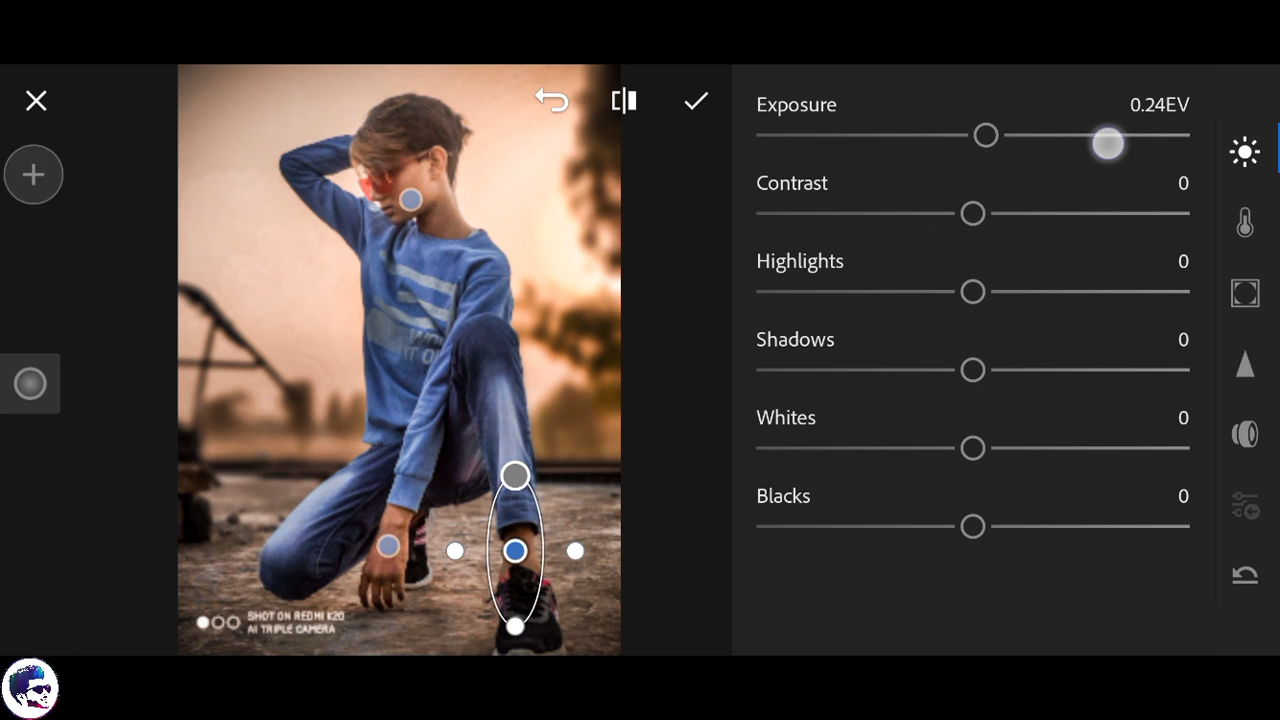 Exposure 0.24EV
Contrast 0
Highlights 0
Shadows 0
Whites 0
Blacks 0
SHOT ON REDMI K20
AI TRIPLE CAMERA